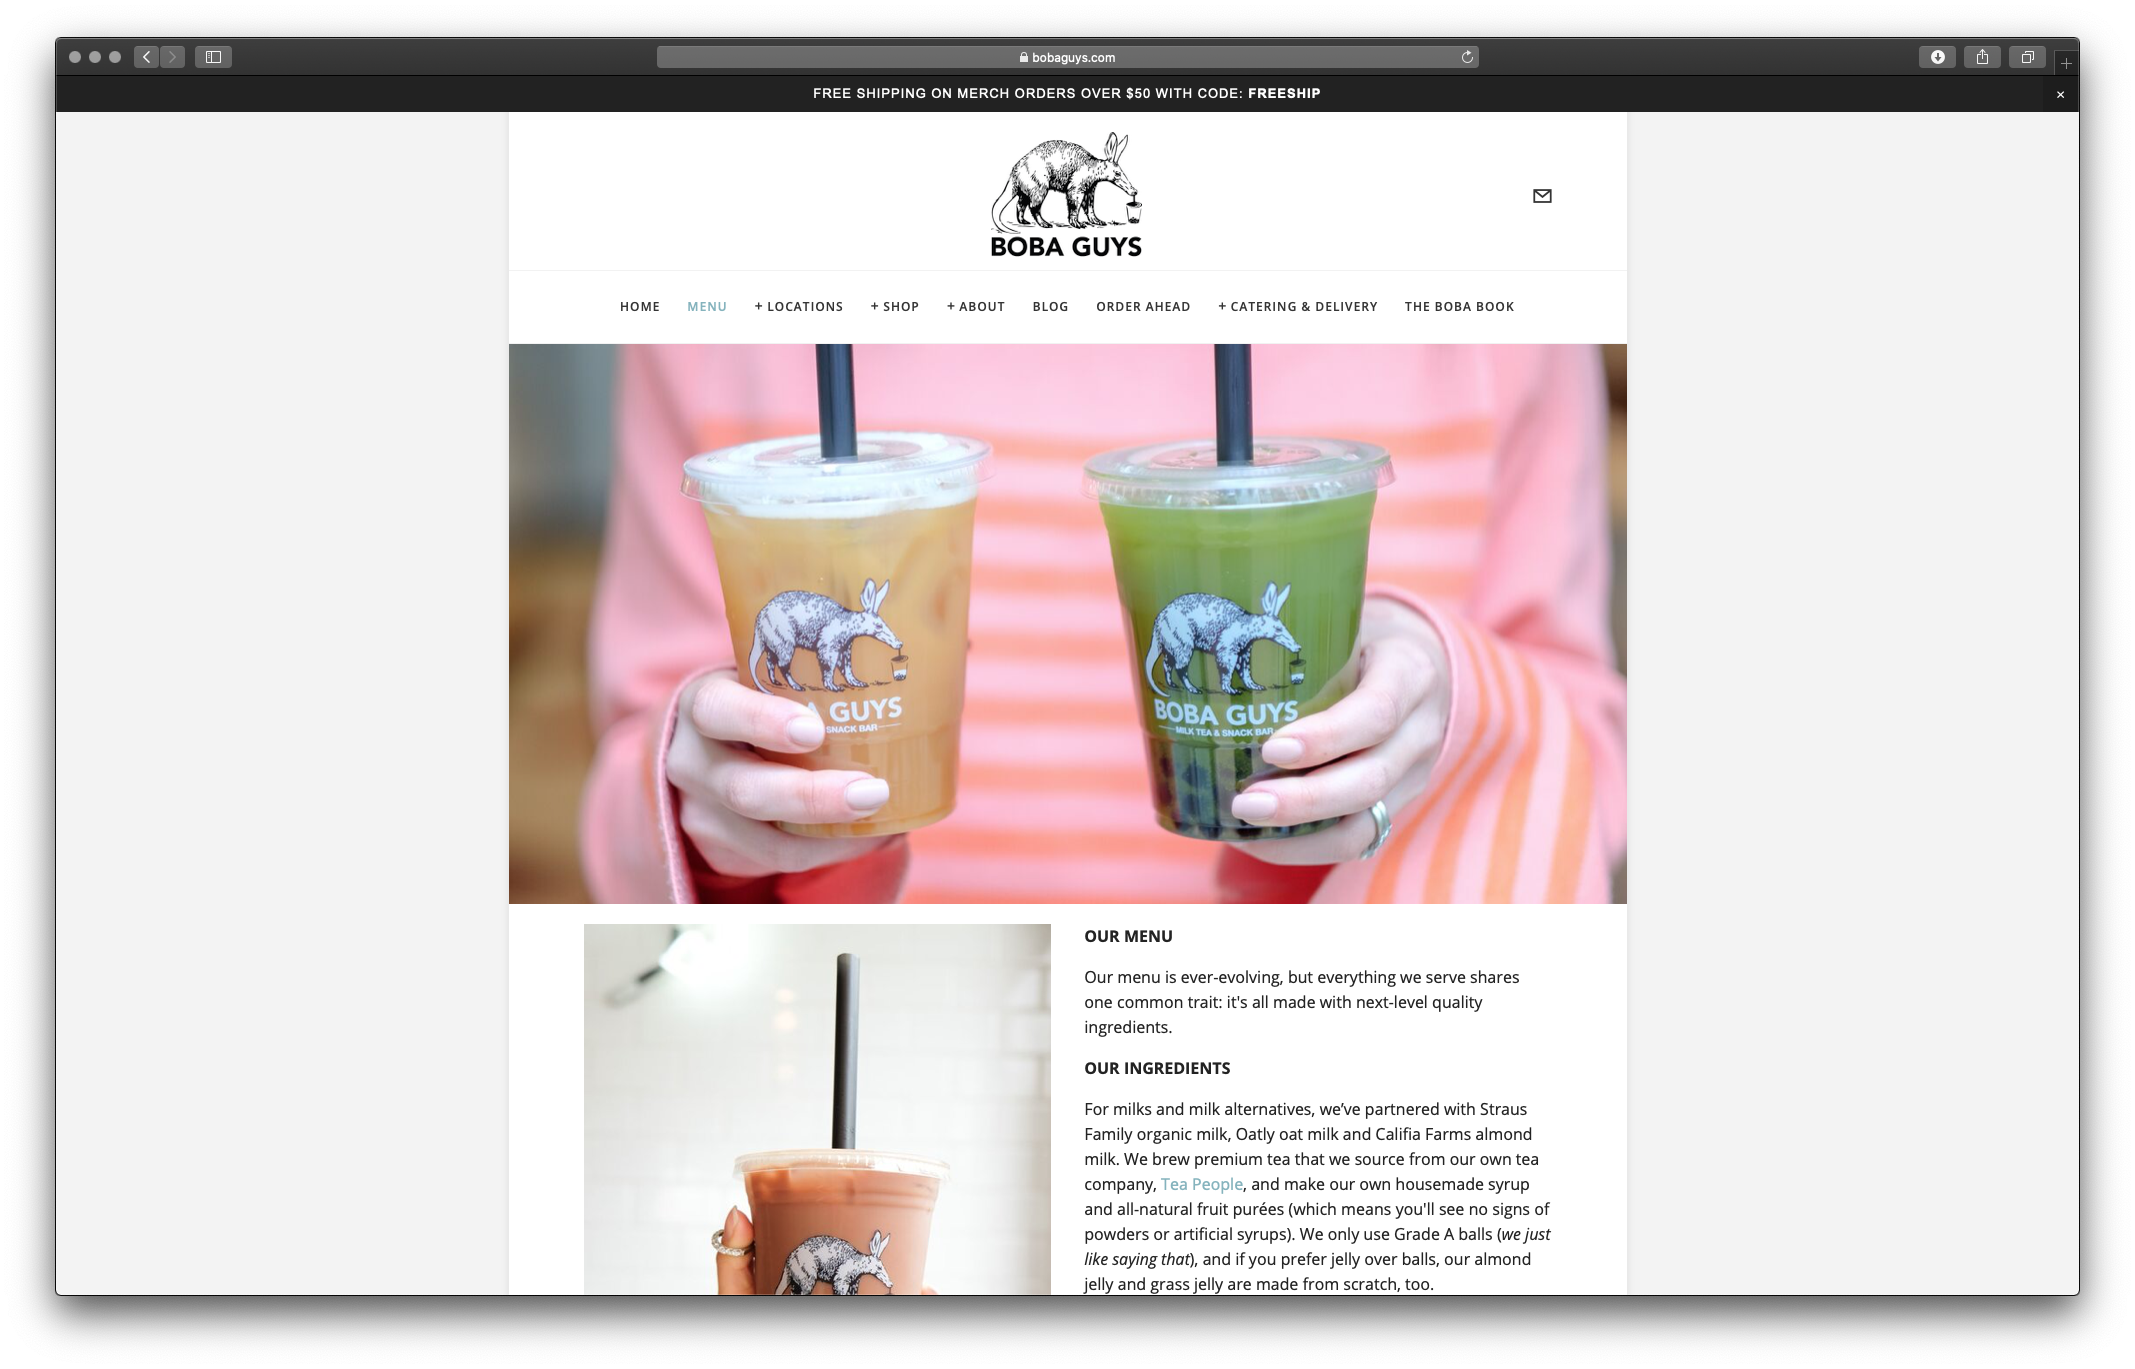 bobaguys.com
FREE SHIPPING ON MERCH ORDERS OVER $50 WITH CODE: FREESHIP
BOBA GUYS
HOME MENU + LOCATIONS + SHOP + ABOUT BLOG ORDER AHEAD + CATERING & DELIVERY THE BOBA BOOK
A GUYS
SNACK BAR
BOBA GUYS
MILK TEA & SNACK BAR
OUR MENU
Our menu is ever-evolving, but everything we serve shares
one common trait: it's all made with next-level quality
ingredients.
OUR INGREDIENTS
For milks and milk alternatives, we’ve partnered with Straus
Family organic milk, Oatly oat milk and Califia Farms almond
milk. We brew premium tea that we source from our own tea
company, Tea People, and make our own housemade syrup
and all-natural fruit purées (which means you'll see no signs of
powders or artificial syrups). We only use Grade A balls (we just
like saying that), and if you prefer jelly over balls, our almond
jelly and grass jelly are made from scratch, too.